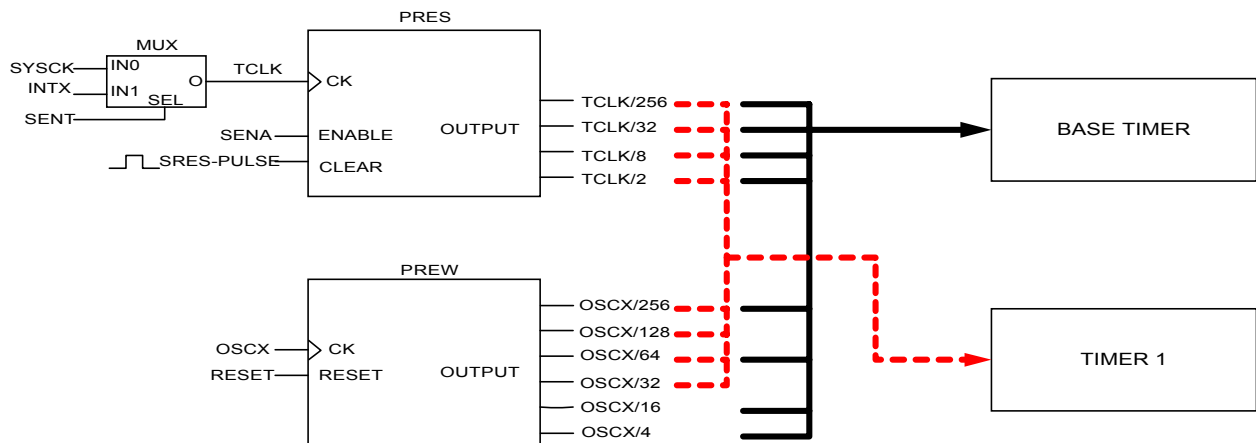 PRES
MUX
SYSCK
IN0
TCLK
O
INTX
IN1
CK
SEL
SENT
TCLK/256
TCLK/32
TCLK/8
TCLK/2
SENA
ENABLE
OUTPUT
SRES-PULSE
CLEAR
BASE TIMER
PREW
OSCX/256
OSCX/128
OSCX/64
OSCX/32
OSCX/16
OSCX/4
OSCX
CK
RESET
RESET
OUTPUT
TIMER 1